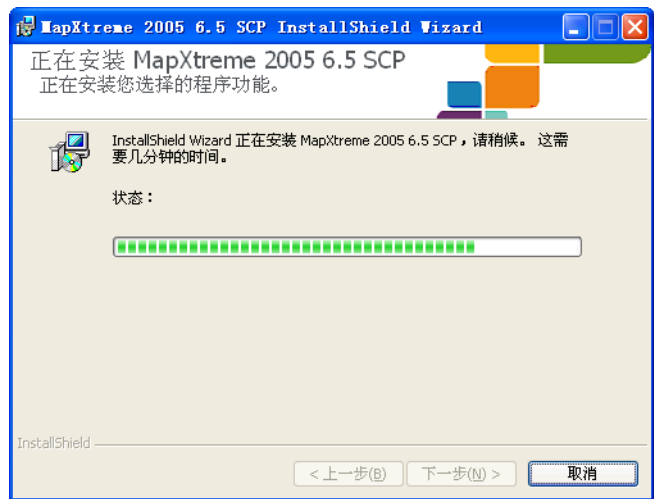 MapXtreme 2005 6.5 SCP InstallShield Wizard
正在安装 MapXtreme 2005 6.5 SCP
正在安装您选择的程序功能。
InstallShield Wizard 正在安装 MapXtreme 2005 6.5 SCP，请稍候。 这需
要几分钟的时间。
状态：
InstallShield
< 上一步(B)
下一步(N) >
取消